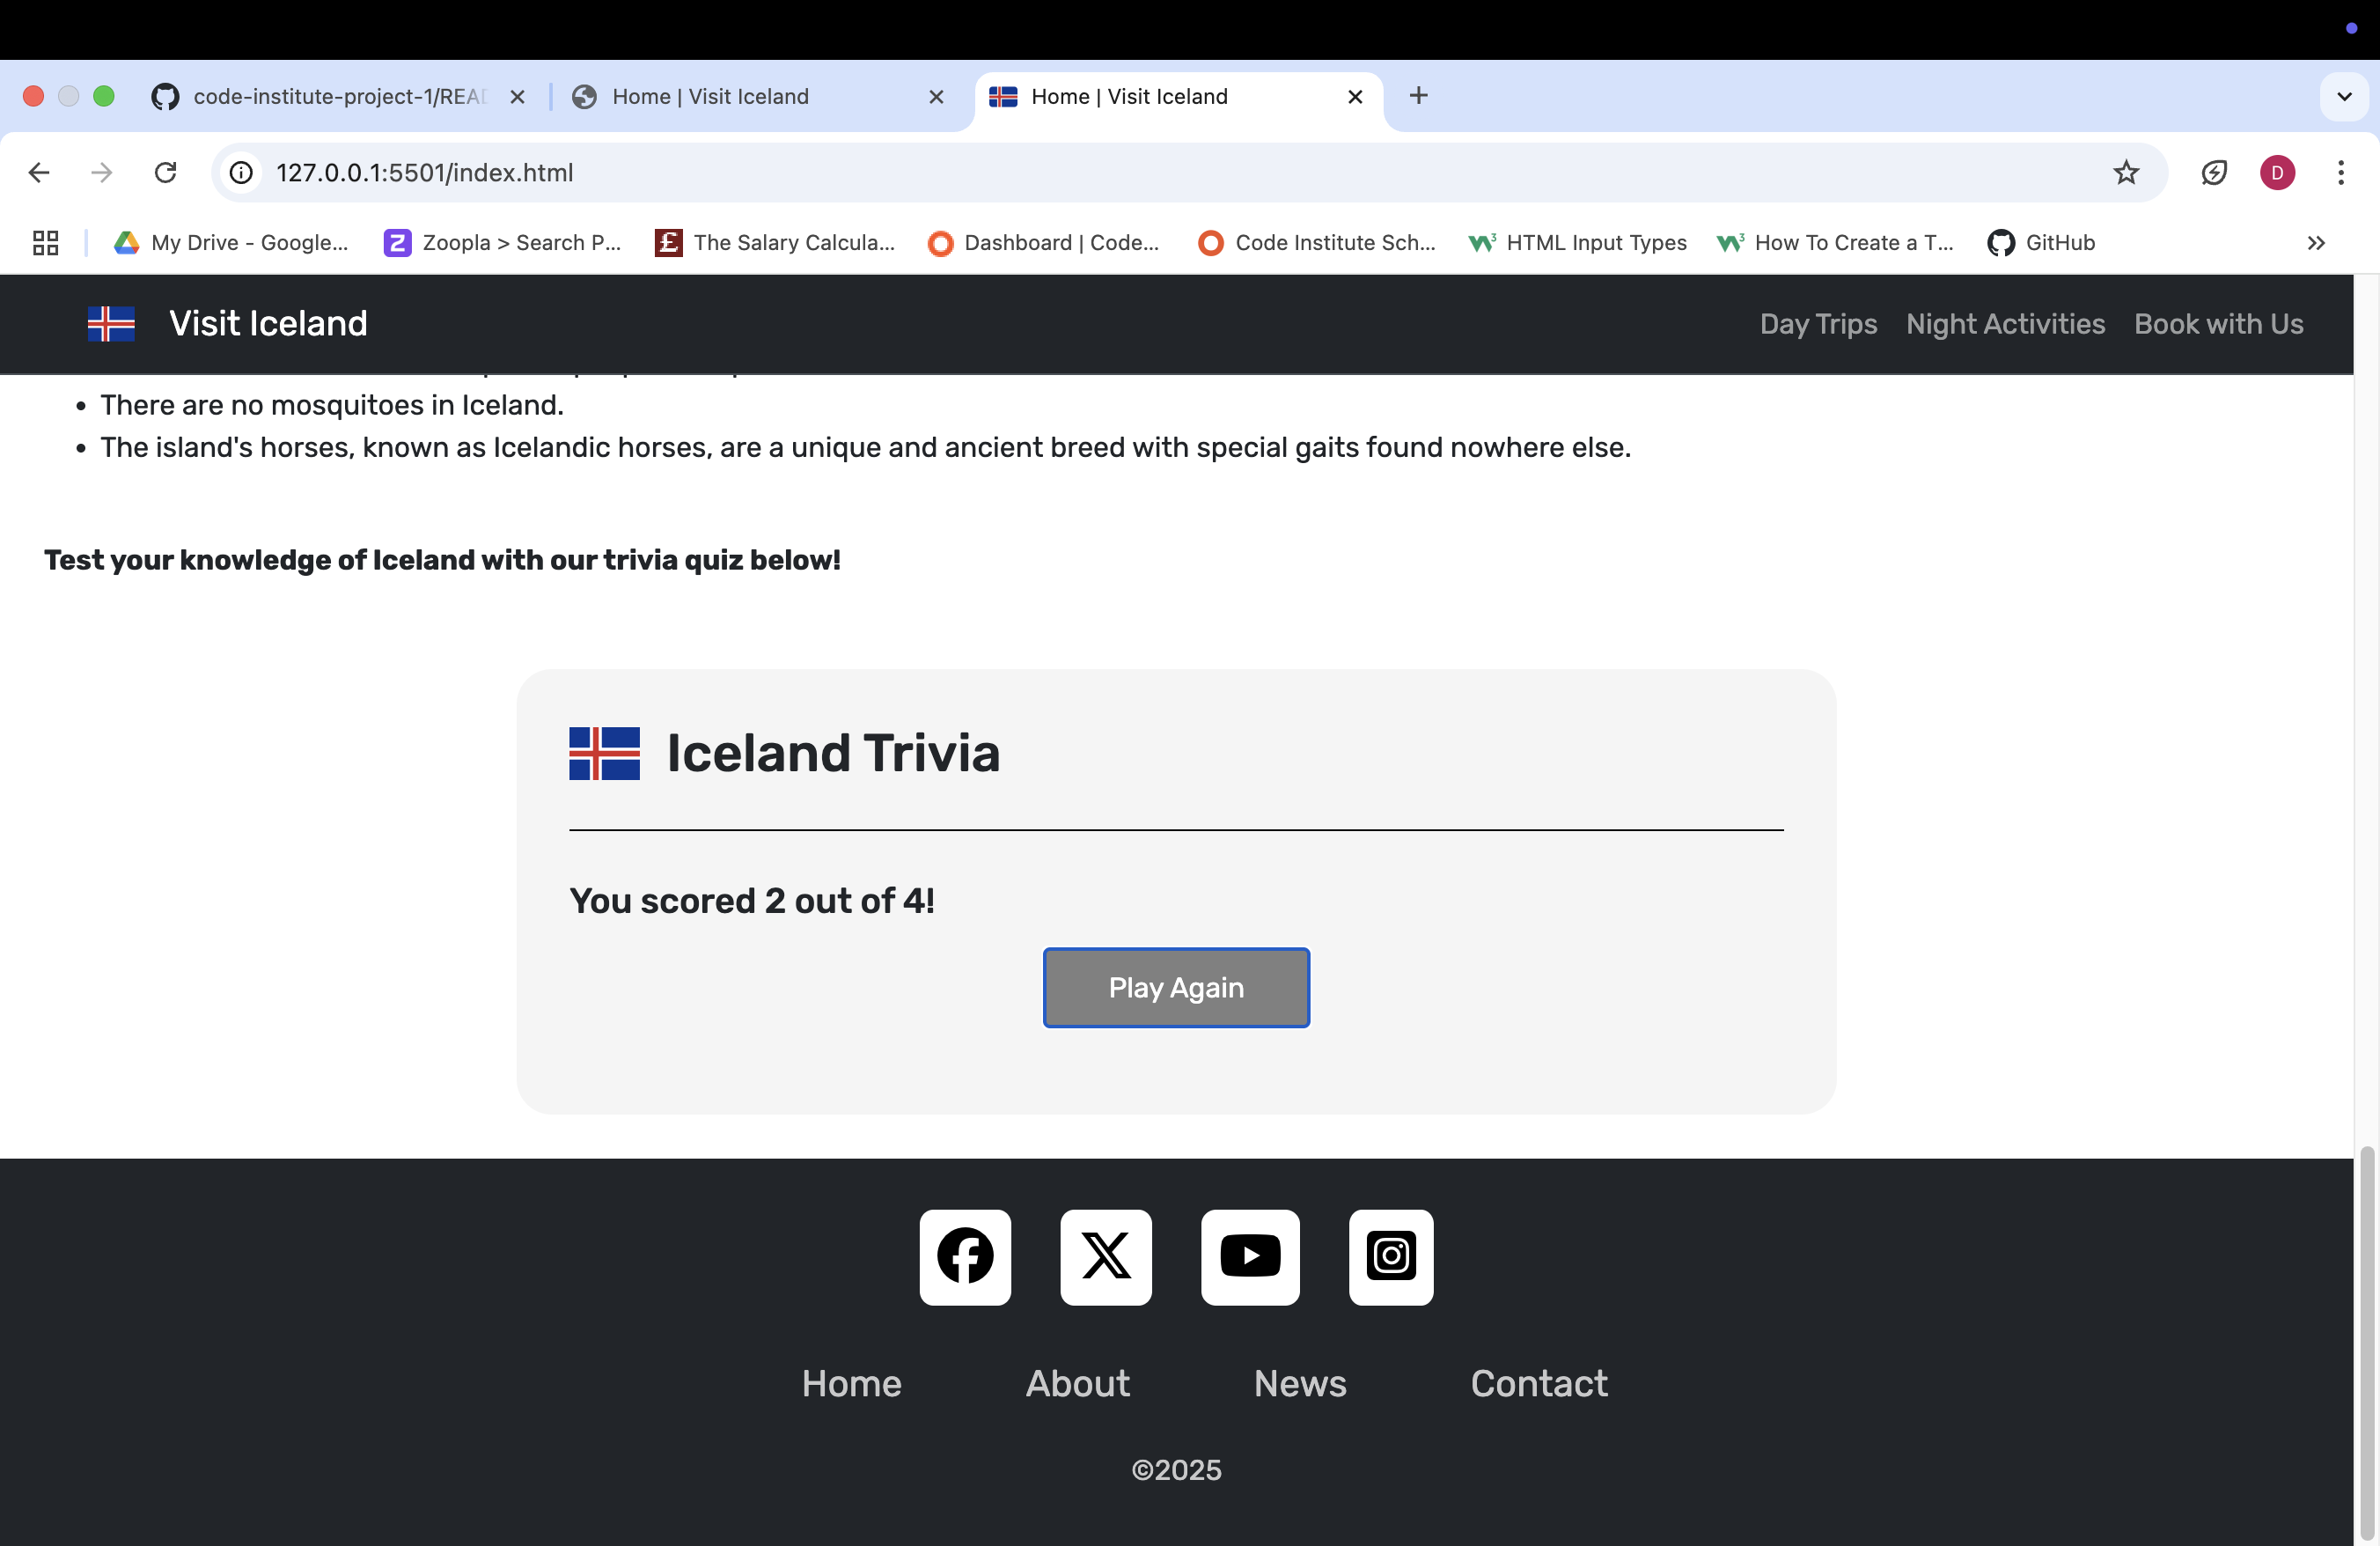 code-institute-project-1/REA
Home | Visit Iceland
Home | Visit Iceland
127.0.0.1:5501/index.html
D
My Drive - Google...
Zoopla > Search P...
The Salary Calcula...
Dashboard | Code...
Code Institute Sch...
HTML Input Types
How To Create a T...
GitHub
Visit Iceland
Day Trips
Night Activities
Book with Us
• There are no mosquitoes in Iceland.
• The island's horses, known as Icelandic horses, are a unique and ancient breed with special gaits found nowhere else.
Test your knowledge of Iceland with our trivia quiz below!
Iceland Trivia
You scored 2 out of 4!
Play Again
Home
About
News
Contact
©2025